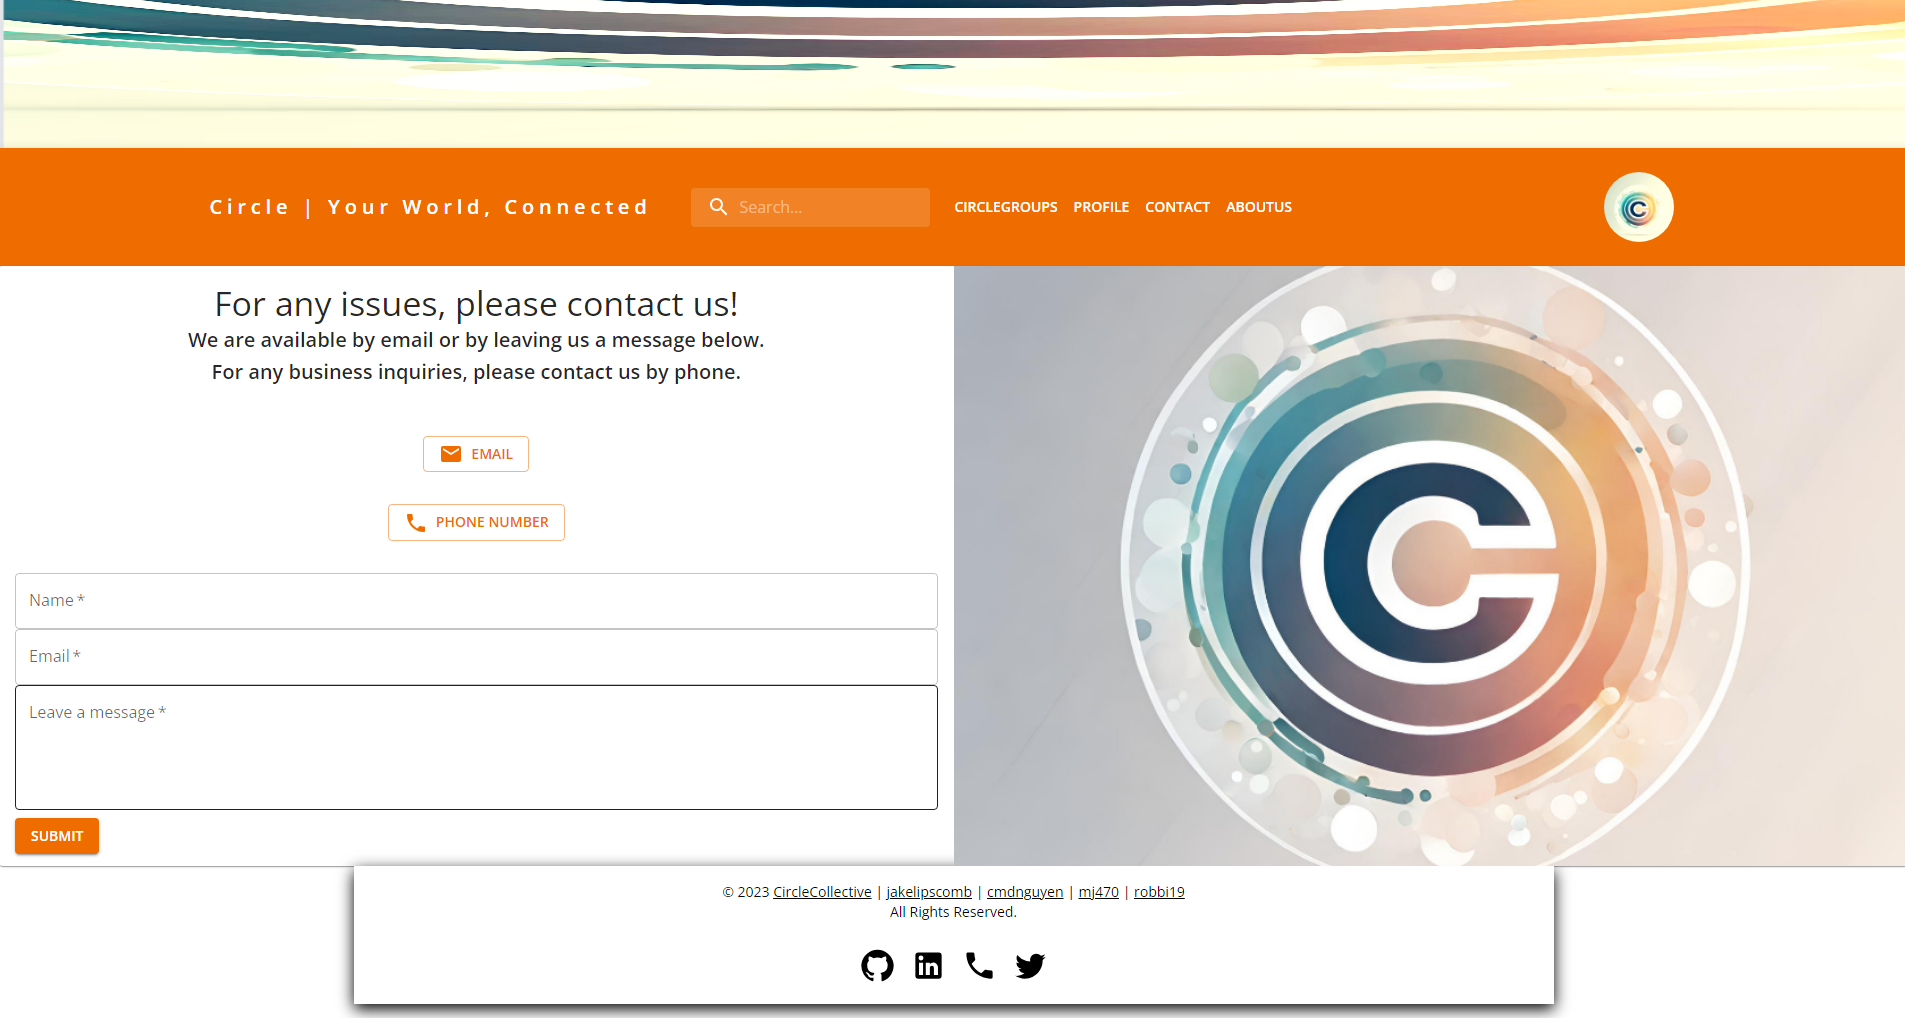 Circle | Your World, Connected
Search...
CIRCLEGROUPS PROFILE CONTACT ABOUTUS
C
For any issues, please contact us!
We are available by email or by leaving us a message below.
For any business inquiries, please contact us by phone.
EMAIL
PHONE NUMBER
Name *
Email *
Leave a message *
SUBMIT
C
© 2023 CircleCollective | jakelipscomb | cmdnguyen | mj470 | robbi19
All Rights Reserved.
in